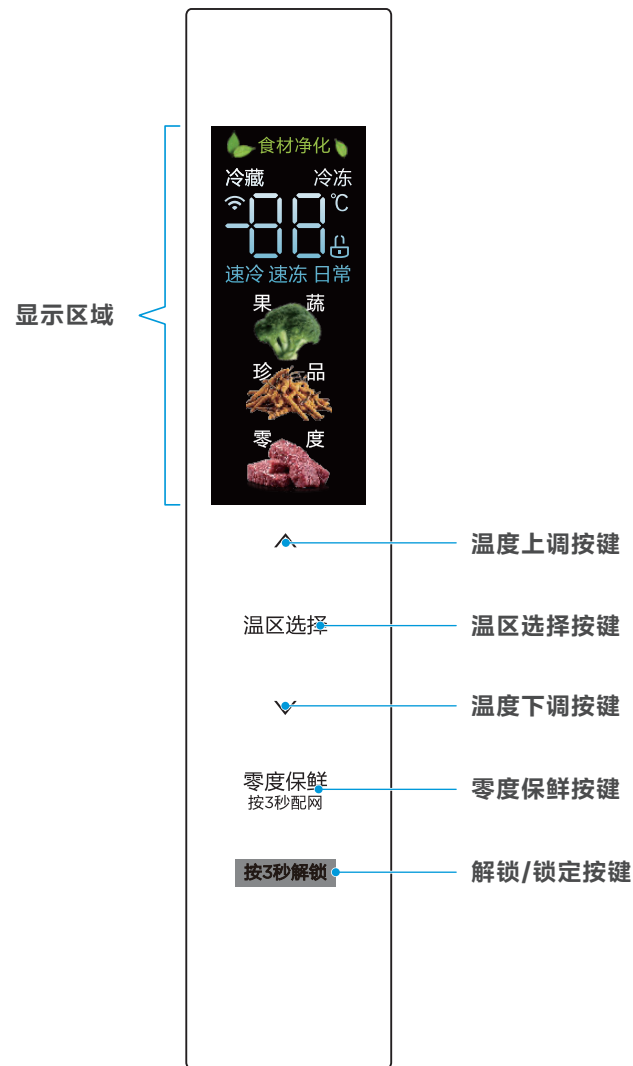 食材净化
冷藏 冷冻
-88℃
速冷 速冻 日常
果 蔬
显示区域
珍 品
零 度
温度上调按键
温区选择 温区选择按键
温度下调按键
零度保鲜 零度保鲜按键
按3秒配网
按3秒解锁 解锁/锁定按键